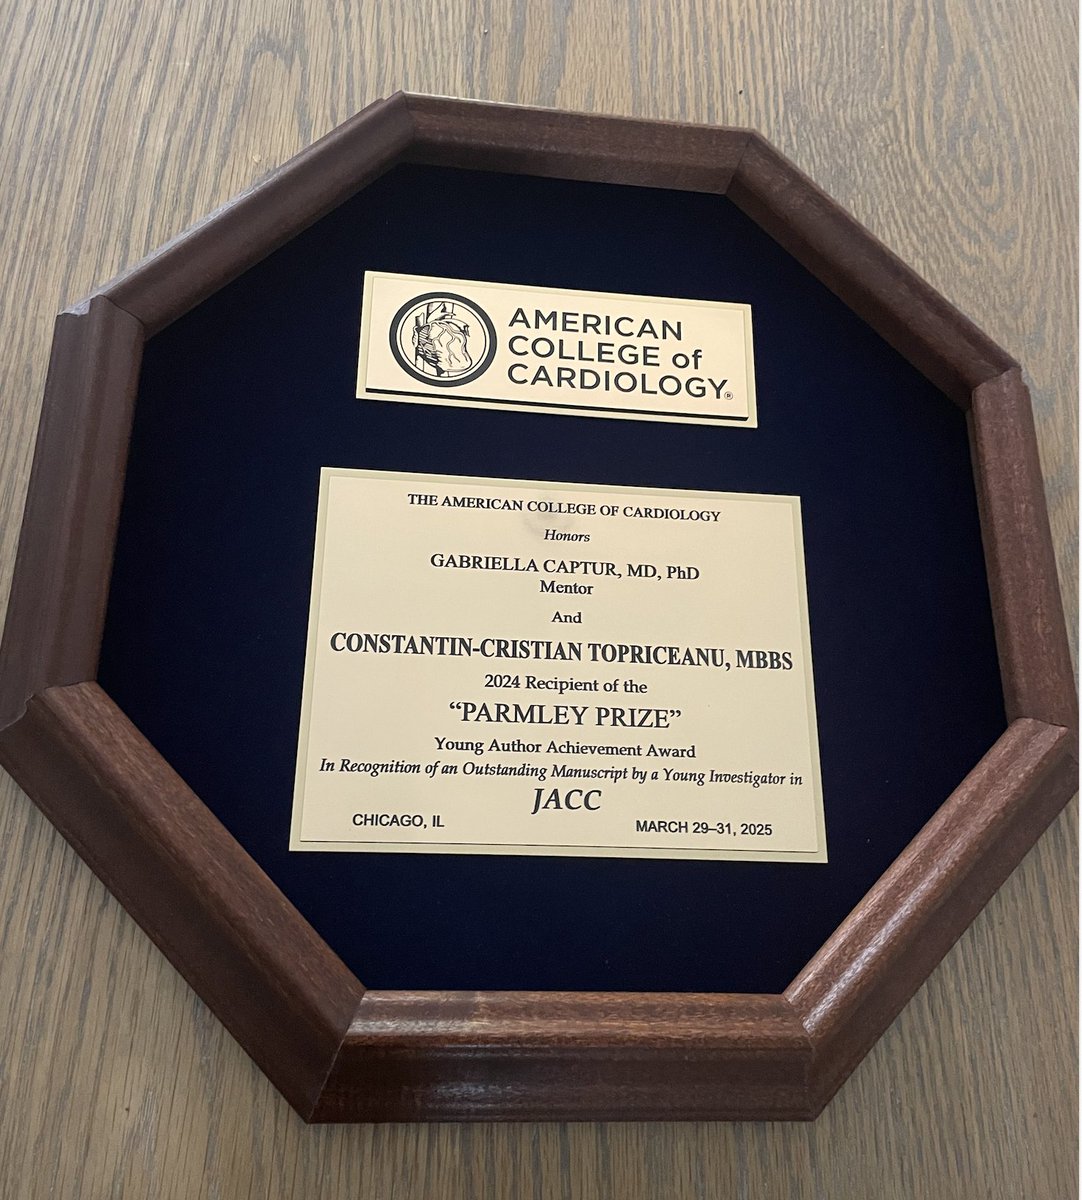 AMERICAN
COLLEGE of
CARDIOLOGY®
THE AMERICAN COLLEGE OF CARDIOLOGY
Honors
GABRIELLA CAPTUR, MD, PhD
Mentor
And
CONSTANTIN-CRISTIAN TOPRICEANU, MBBS
2024 Recipient of the
“PARMLEY PRIZE”
Young Author Achievement Award
In Recognition of an Outstanding Manuscript by a Young Investigator in
JACC
CHICAGO, IL
MARCH 29–31, 2025